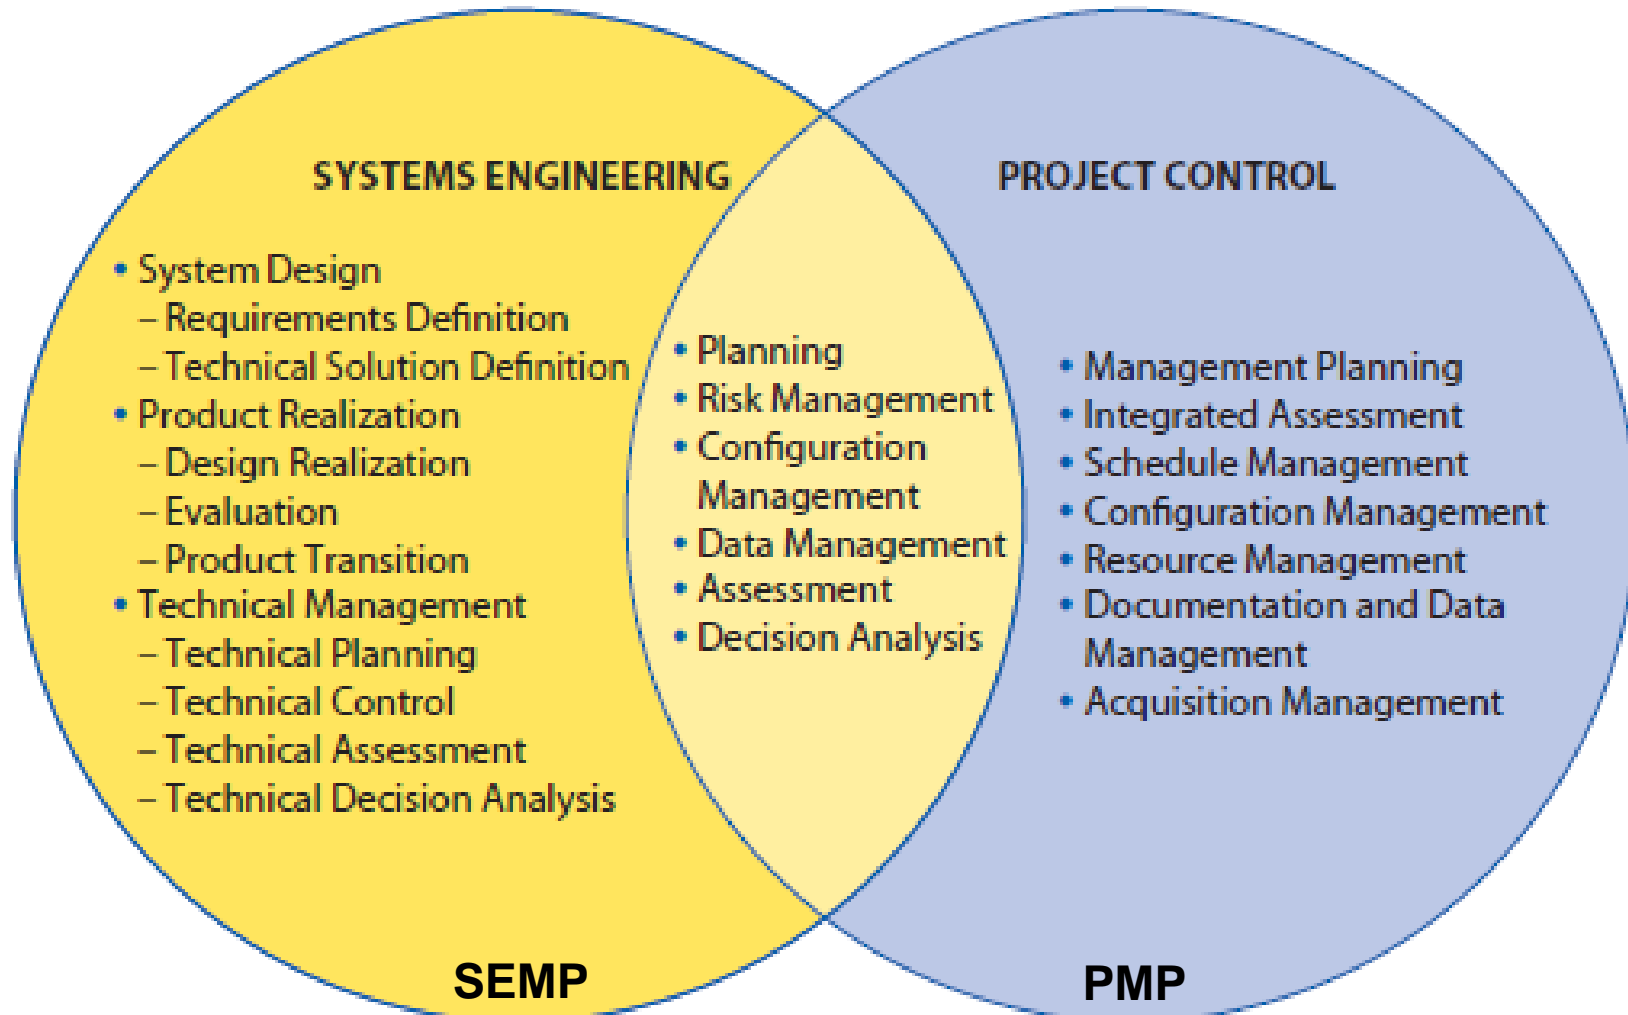 SYSTEMS ENGINEERING
• System Design
– Requirements Definition
– Technical Solution Definition
• Product Realization
– Design Realization
– Evaluation
– Product Transition
• Technical Management
– Technical Planning
– Technical Control
– Technical Assessment
– Technical Decision Analysis
SEMP
• Planning
• Risk Management
• Configuration
Management
• Data Management
• Assessment
• Decision Analysis
PROJECT CONTROL
• Management Planning
• Integrated Assessment
• Schedule Management
• Configuration Management
• Resource Management
• Documentation and Data
Management
• Acquisition Management
PMP